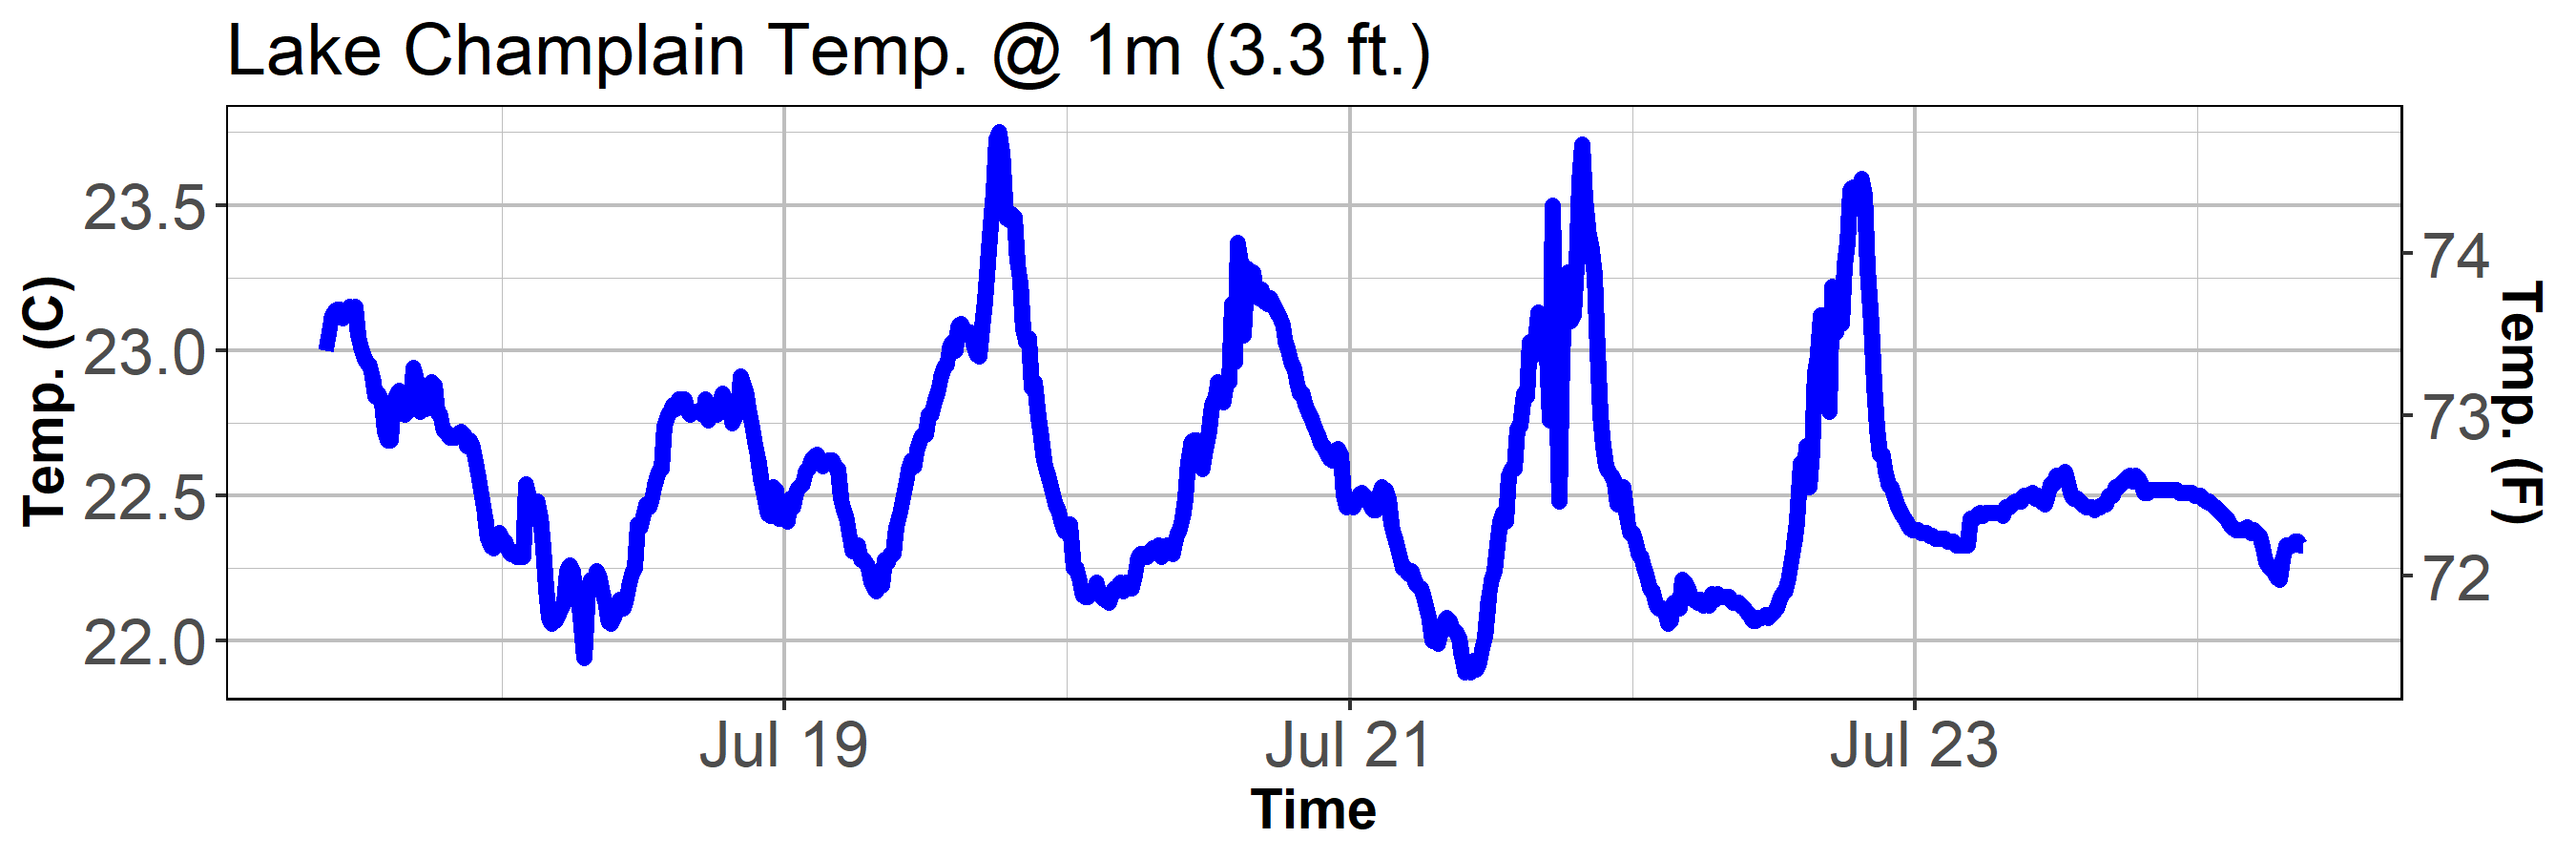 Lake Champlain Temp. @ 1m (3.3 ft.)
Temp. (C)
23.5
23.0
22.5
22.0
74
73
72
Temp. (F)
Jul 19 Jul 21 Jul 23
Time